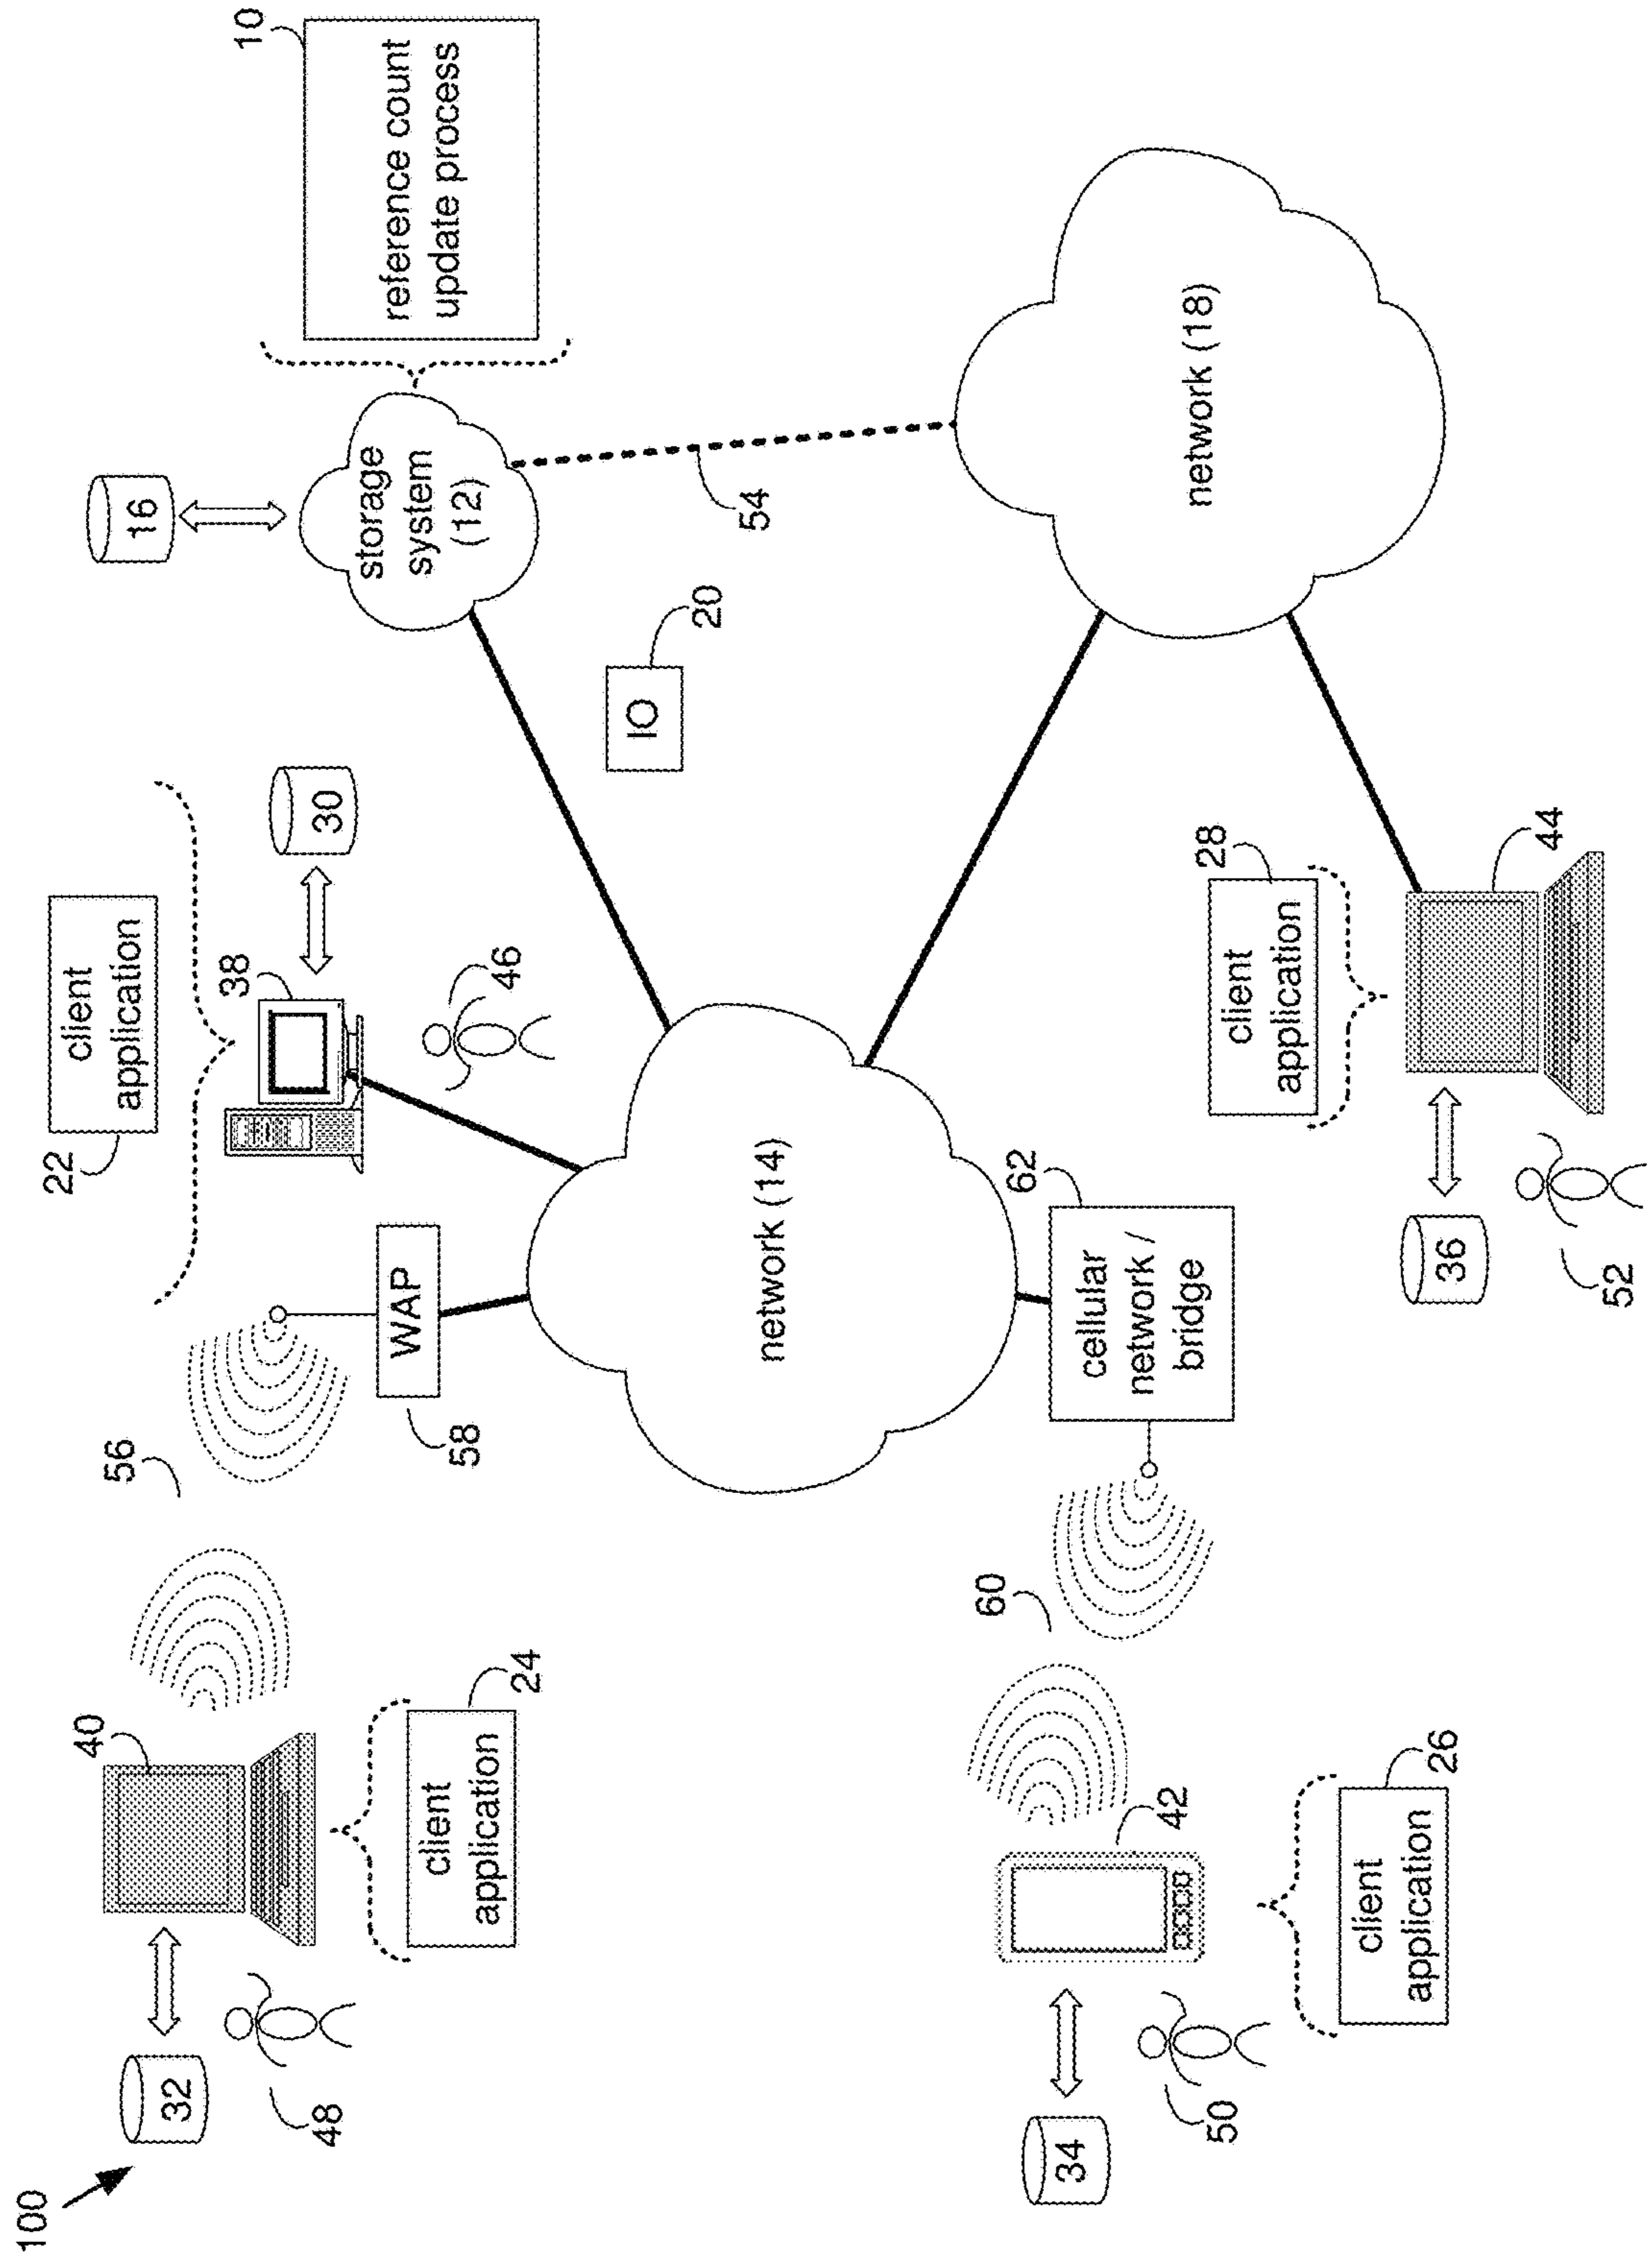 100
32
48
40
client
application
24
56
58
WAP
22
client
application
38
30
46
16
storage
system
(12)
10
reference count
update process
IO
20
54
network (14)
network (18)
34
50
42
client
application
26
60
62
cellular
network /
bridge
28
client
application
44
36
52